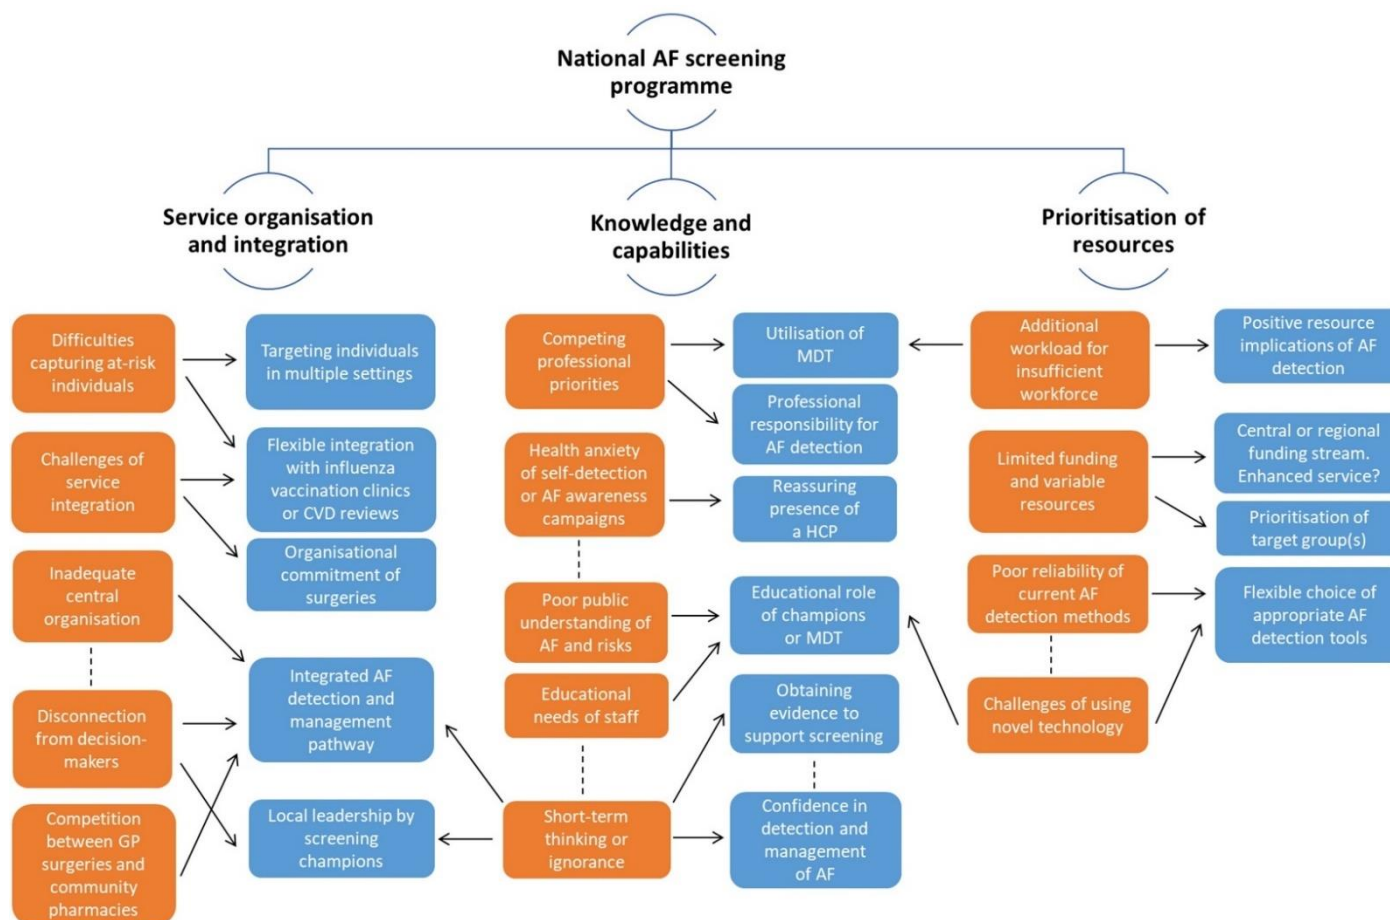 National AF screening
programme
Service organisation
and integration
Knowledge and
capabilities
Prioritisation of
resources
Difficulties
capturing at-risk
individuals
Targeting individuals
in multiple settings
Challenges of
service
integration
Flexible integration
with influenza
vaccination clinics
or CVD reviews
Organisational
commitment of
surgeries
Inadequate
central
organisation
Integrated AF
detection and
management
pathway
Disconnection
from decision-
makers
Local leadership by
screening
champions
Competition
between GP
surgeries and
community
pharmacies
Competing
professional
priorities
Utilisation of
MDT
Professional
responsibility for
AF detection
Health anxiety
of self-detection
or AF awareness
campaigns
Reassuring
presence of
a HCP
Poor public
understanding of
AF and risks
Educational role
of champions
or MDT
Educational
needs of staff
Obtaining
evidence to
support screening
Short-term
thinking or
ignorance
Confidence in
detection and
management
of AF
Additional
workload for
insufficient
workforce
Positive resource
implications of AF
detection
Limited funding
and variable
resources
Central or regional
funding stream.
Enhanced service?
Prioritisation of
target group(s)
Poor reliability of
current AF
detection methods
Flexible choice of
appropriate AF
detection tools
Challenges of using
novel technology